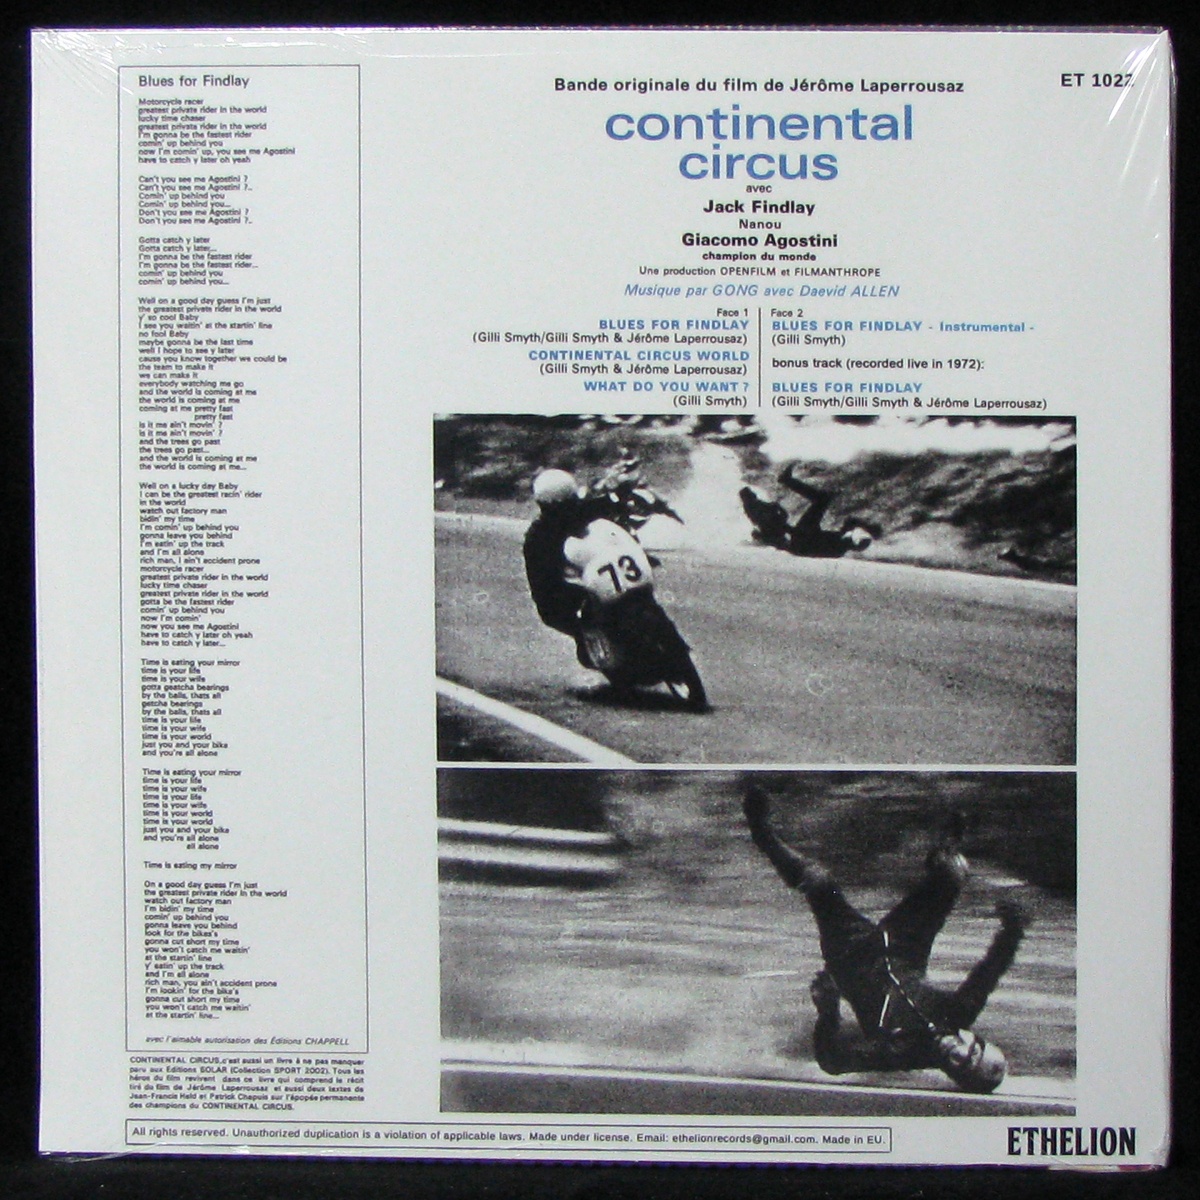 Blues for Findlay
Motorcycle racer
greatest private rider in the world
lucky time chaser
greatest private rider in the world
I'm gonna be the fastest rider
comin' up behind you
now I'm comin' up, you see me Agostini
have to catch y later oh yeah
Can't you see me Agostini ?
Can't you see me Agostini ?..
Comin' up behind you
Comin' up behind you...
Don't you see me Agostini ?
Don't you see me Agostini ?..
Gotta catch y later
Gotta catch y later...
I'm gonna be the fastest rider
I'm gonna be the fastest rider...
comin' up behind you
comin' up behind you...
Well on a good day guess I'm just
the greatest private rider in the world
y' so cool Baby
I see you waitin' at the startin' line
no fool Baby
maybe gonna be the last time
well I hope to see y later
cause you know together we could be
the team to make it
we can make it
everybody watching me go
and the world is coming at me
the world is coming at me
coming at me pretty fast
pretty fast
is it me ain't movin' ?
is it me ain't movin' ?
and the trees go past
the trees go past...
and the world is coming at me
the world is coming at me...
Well on a lucky day Baby
I can be the greatest racin' rider
in the world
watch out factory man
bidin' my time
I'm comin' up behind you
gonna leave you behind
I'm eatin' up the track
and I'm all alone
rich man, I ain't accident prone
motorcycle racer
greatest private rider in the world
lucky time chaser
greatest private rider in the world
gotta be the fastest rider
comin' up behind you
now I'm comin'
now you see me Agostini
have to catch y later oh yeah
have to catch y later...
Time is eating your mirror
time is your life
time is your wife
gotta geatcha bearings
by the balls, thats all
getcha bearings
by the balls, thats all
time is your life
time is your wife
time is your world
just you and your bike
and you're all alone
Time is eating your mirror
time is your life
time is your wife
time is your life
time is your wife
time is your world
time is your world
just you and your bike
and you're all alone
all alone
Time is eating my mirror
On a good day guess I'm just
the greatest private rider in the world
watch out factory man
I'm bidin' my time
comin' up behind you
gonna leave you behind
look for the bikes's
gonna cut short my time
you won't catch me waitin'
at the startin' line
y' eatin' up the track
and I'm all alone
rich man, you ain't accident prone
I'm lookin' for the bike's
gonna cut short my time
you won't catch me waitin'
at the startin' line...
avec l'aimable autorisation des Éditions CHAPPELL
CONTINENTAL CIRCUS,c'est aussi un livre à ne pas manquer
paru aux Editions SOLAR (Collection SPORT 2002). Tous les
héros du film revivent dans ce livre qui comprend le récit
tiré du film de Jérôme Laperrousaz et aussi deux textes de
Jean-Francis Held et Patrick Chapuis sur l'épopée permanente
des champions du CONTINENTAL CIRCUS.
Bande originale du film de Jérôme Laperrousaz
ET 1022
continental
circus
avec
Jack Findlay
Nanou
Giacomo Agostini
champion du monde
Une production OPENFILM et FILMANTHROPE
Musique par GONG avec Daevid ALLEN
Face 1
BLUES FOR FINDLAY
(Gilli Smyth/Gilli Smyth & Jérôme Laperrousaz)
CONTINENTAL CIRCUS WORLD
(Gilli Smyth & Jérôme Laperrousaz)
WHAT DO YOU WANT ?
(Gilli Smyth)
Face 2
BLUES FOR FINDLAY - Instrumental -
(Gilli Smyth)
bonus track (recorded live in 1972):
BLUES FOR FINDLAY
(Gilli Smyth/Gilli Smyth & Jérôme Laperrousaz)
73
All rights reserved. Unauthorized duplication is a violation of applicable laws. Made under license. Email: ethelionrecords@gmail.com. Made in EU.
ETHELION